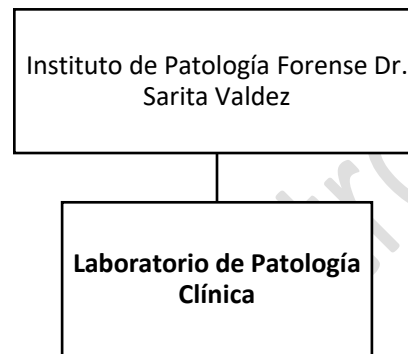 Instituto de Patología Forense Dr.
Sarita Valdez
Laboratorio de Patología
Clínica